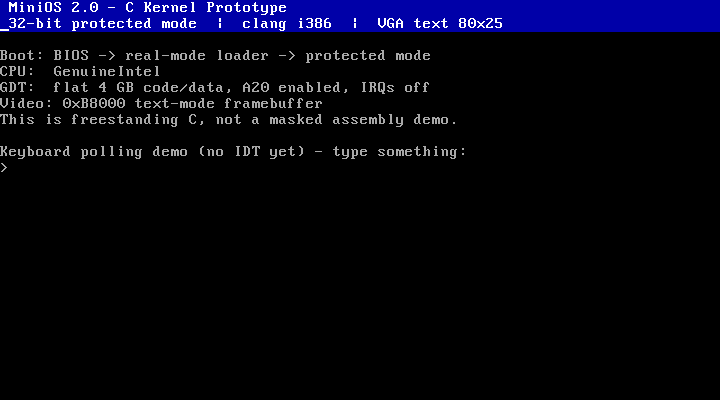 MiniOS 2.0 - C Kernel Prototype
32-bit protected mode | clang i386 | VGA text 80x25
Boot: BIOS -> real-mode loader -> protected mode
CPU:  GenuineIntel
GDT:  flat 4 GB code/data, A20 enabled, IRQs off
Video: 0xB8000 text-mode framebuffer
This is freestanding C, not a masked assembly demo.
Keyboard polling demo (no IDT yet) - type something:
>